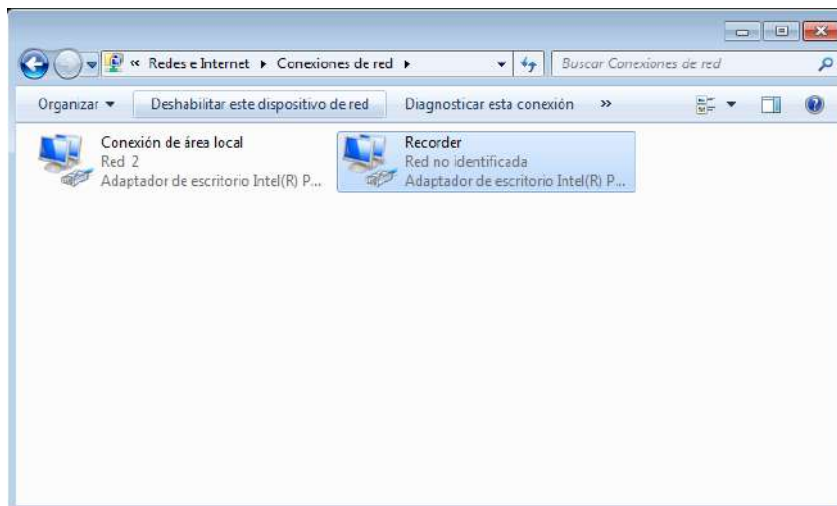 « Redes e Internet ▸ Conexiones de red ▸ Buscar Conexiones de red
Organizar Deshabilitar este dispositivo de red Diagnosticar esta conexión »
Conexión de área local
Red 2
Adaptador de escritorio Intel(R) P...
Recorder
Red no identificada
Adaptador de escritorio Intel(R) P...